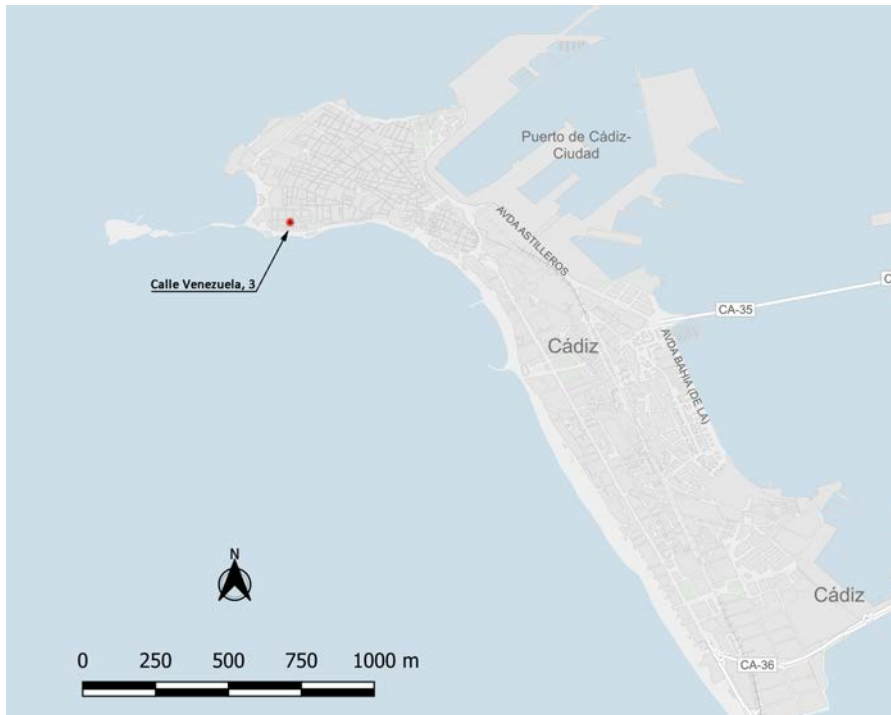 Puerto de Cádiz-
Ciudad
AVDA ASTILLEROS
Calle Venezuela, 3
CA-35
C
Cádiz
AVDA BAHIA (DE LA)
N
Cádiz
0 250 500 750 1000 m
CA-36